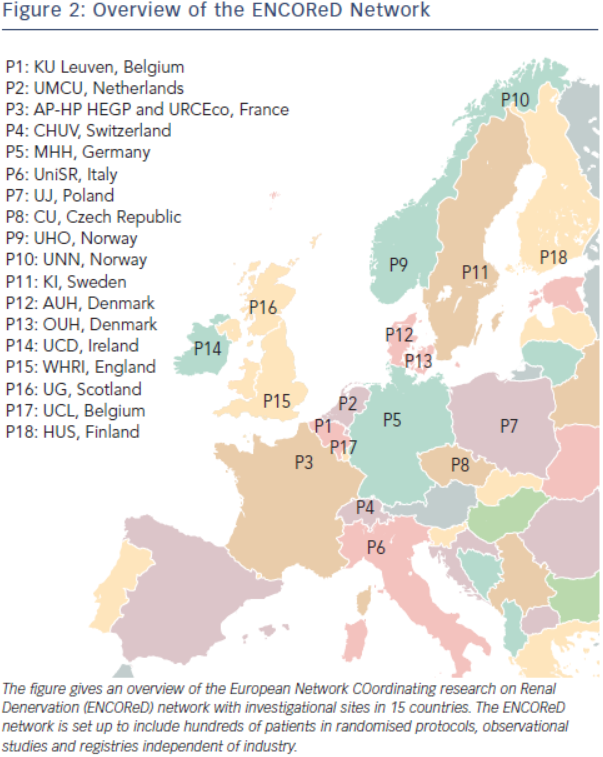 Figure 2: Overview of the ENCOReD Network
P1: KU Leuven, Belgium
P2: UMCU, Netherlands
P3: AP-HP HEGP and URCEco, France
P4: CHUV, Switzerland
P5: MHH, Germany
P6: UniSR, Italy
P7: UJ, Poland
P8: CU, Czech Republic
P9: UHO, Norway
P10: UNN, Norway
P11: KI, Sweden
P12: AUH, Denmark
P13: OUH, Denmark
P14: UCD, Ireland
P15: WHRI, England
P16: UG, Scotland
P17: UCL, Belgium
P18: HUS, Finland
P10
P18
P9
P11
P16
P12
P14
P13
P15
P2
P5
P1
P7
P17
P3
P8
P4
P6
The figure gives an overview of the European Network COordinating research on Renal
Denervation (ENCOReD) network with investigational sites in 15 countries. The ENCOReD
network is set up to include hundreds of patients in randomised protocols, observational
studies and registries independent of industry.